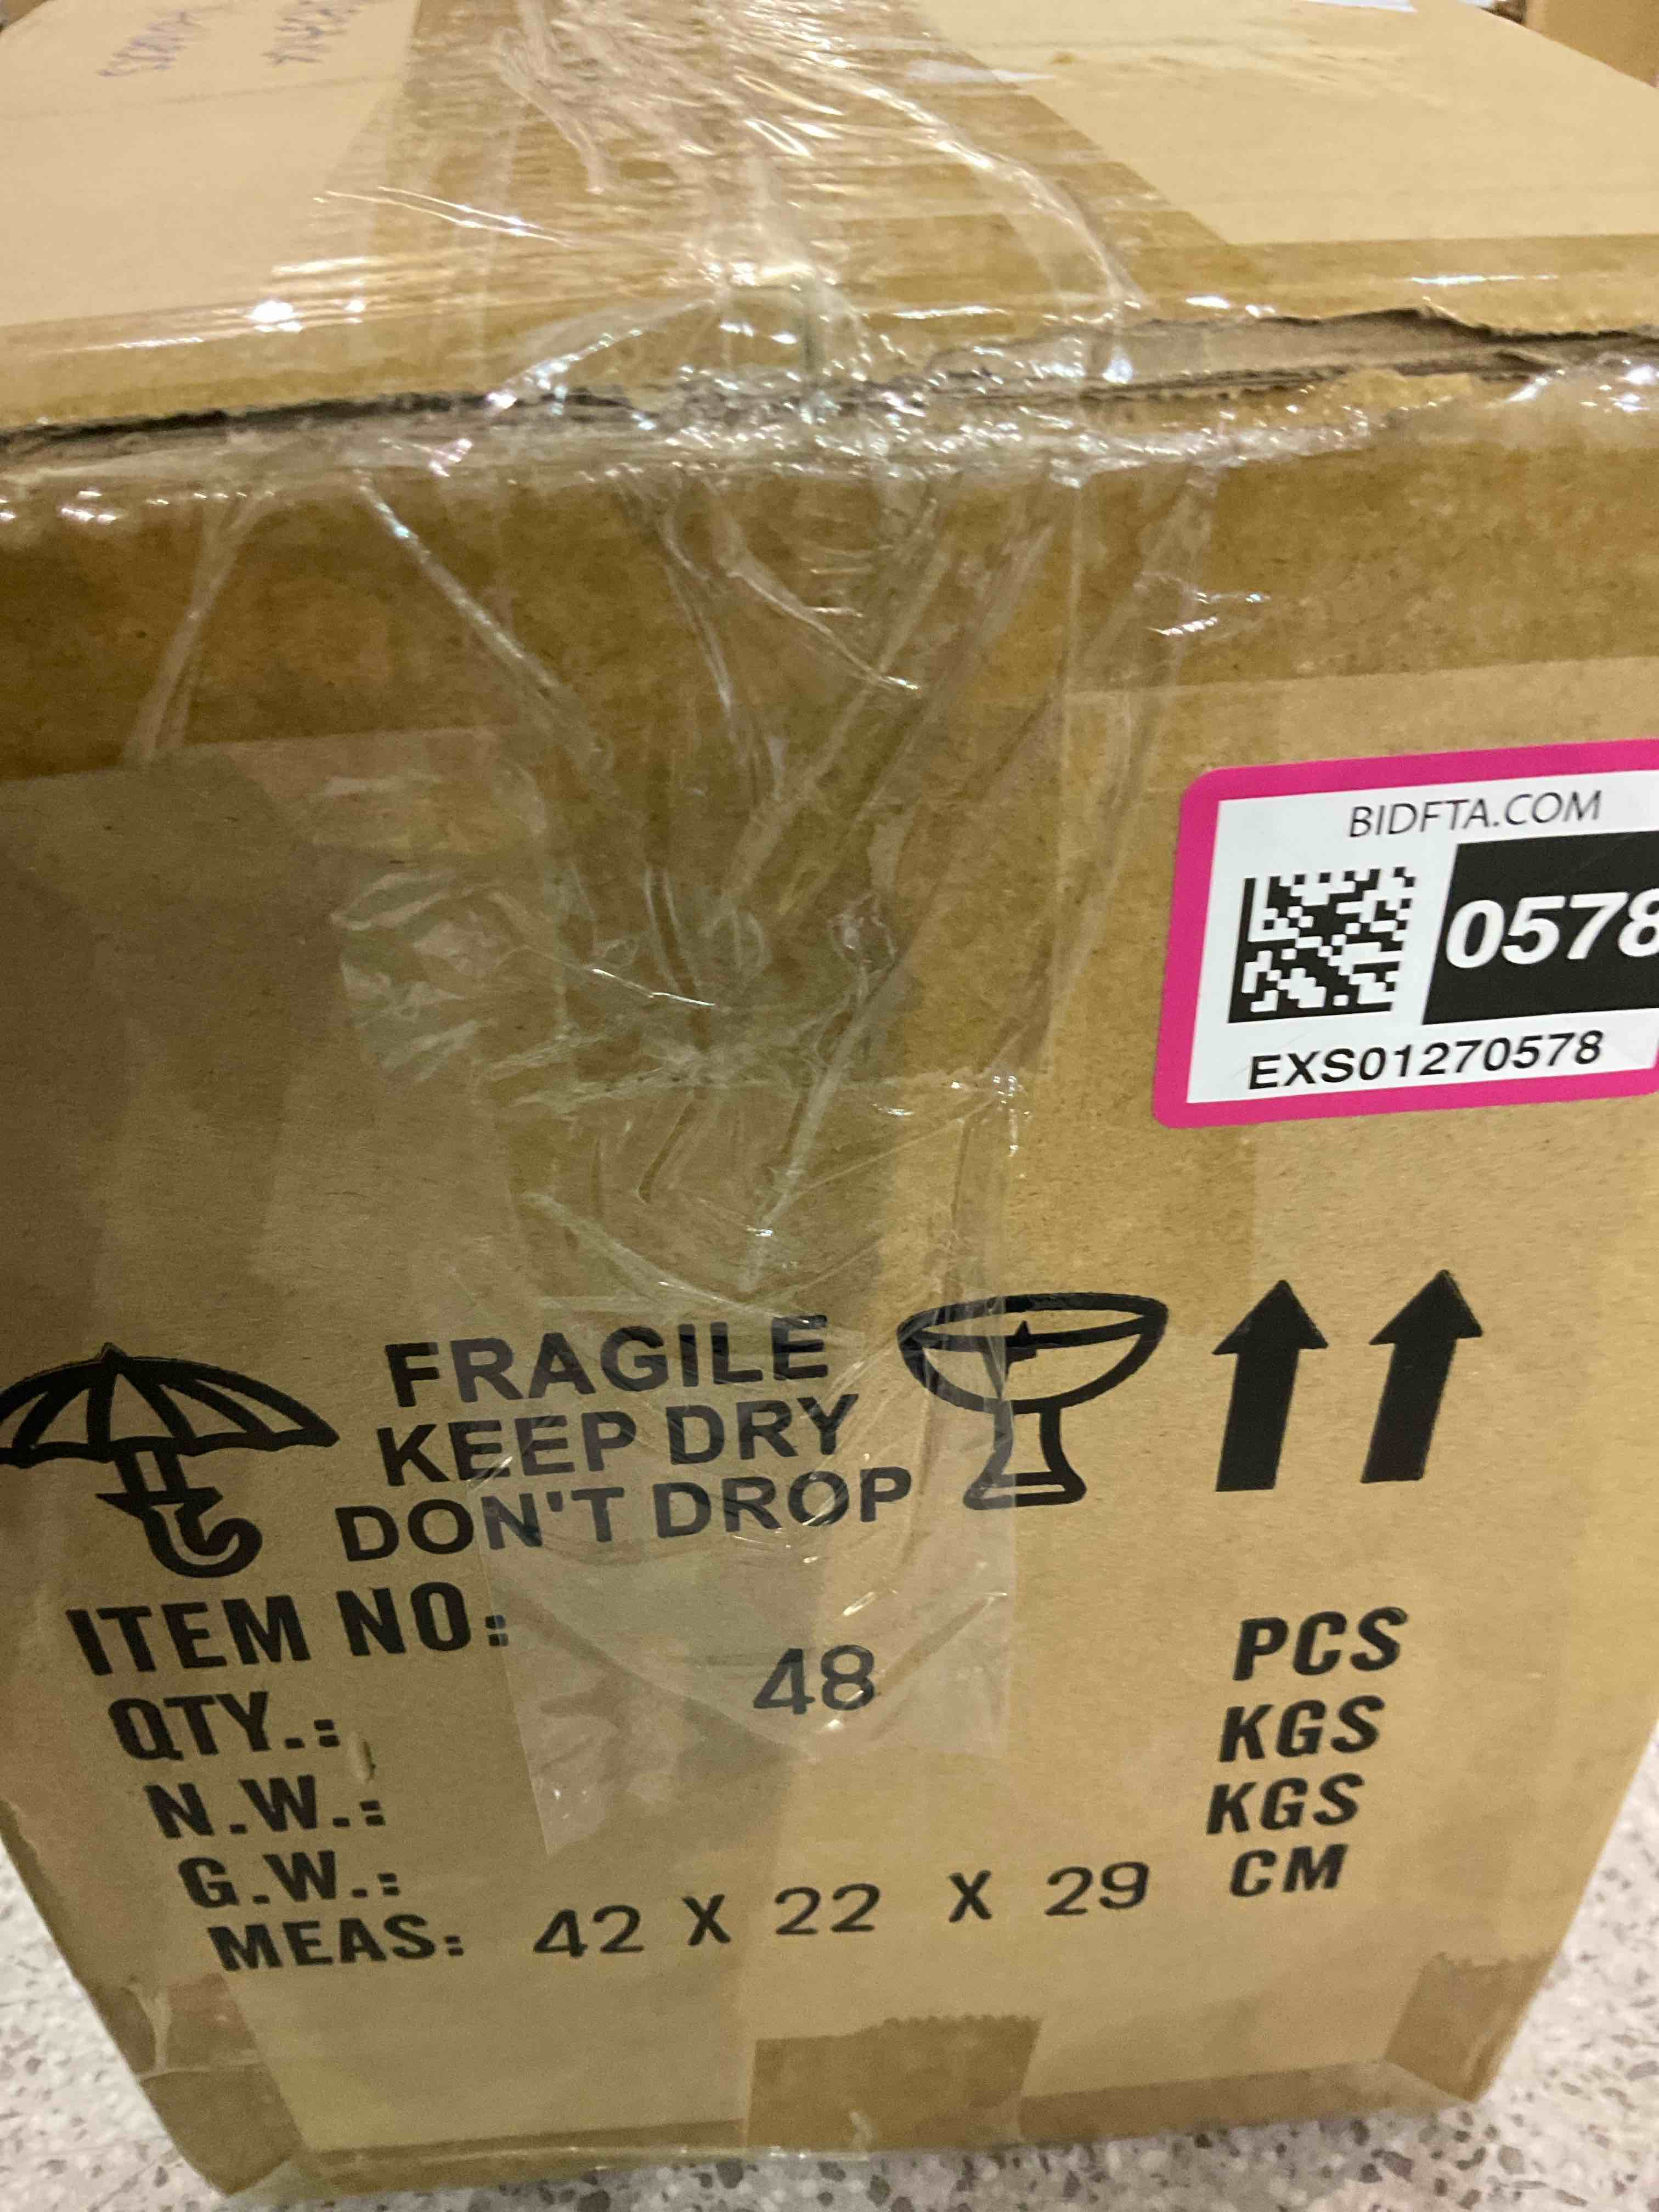 BIDFTA.COM
0578
EXS01270578
FRAGILE
KEEP DRY
DON'T DROP
ITEM NO:
48 PCS
QTY.: KGS
N.W.: KGS
G.W.: CM
MEAS: 42 X 22 X 29